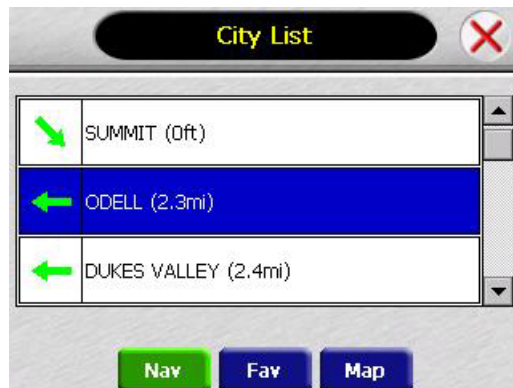 City List
SUMMIT (0ft)
ODELL (2.3mi)
DUKES VALLEY (2.4mi)
Nav Fav Map